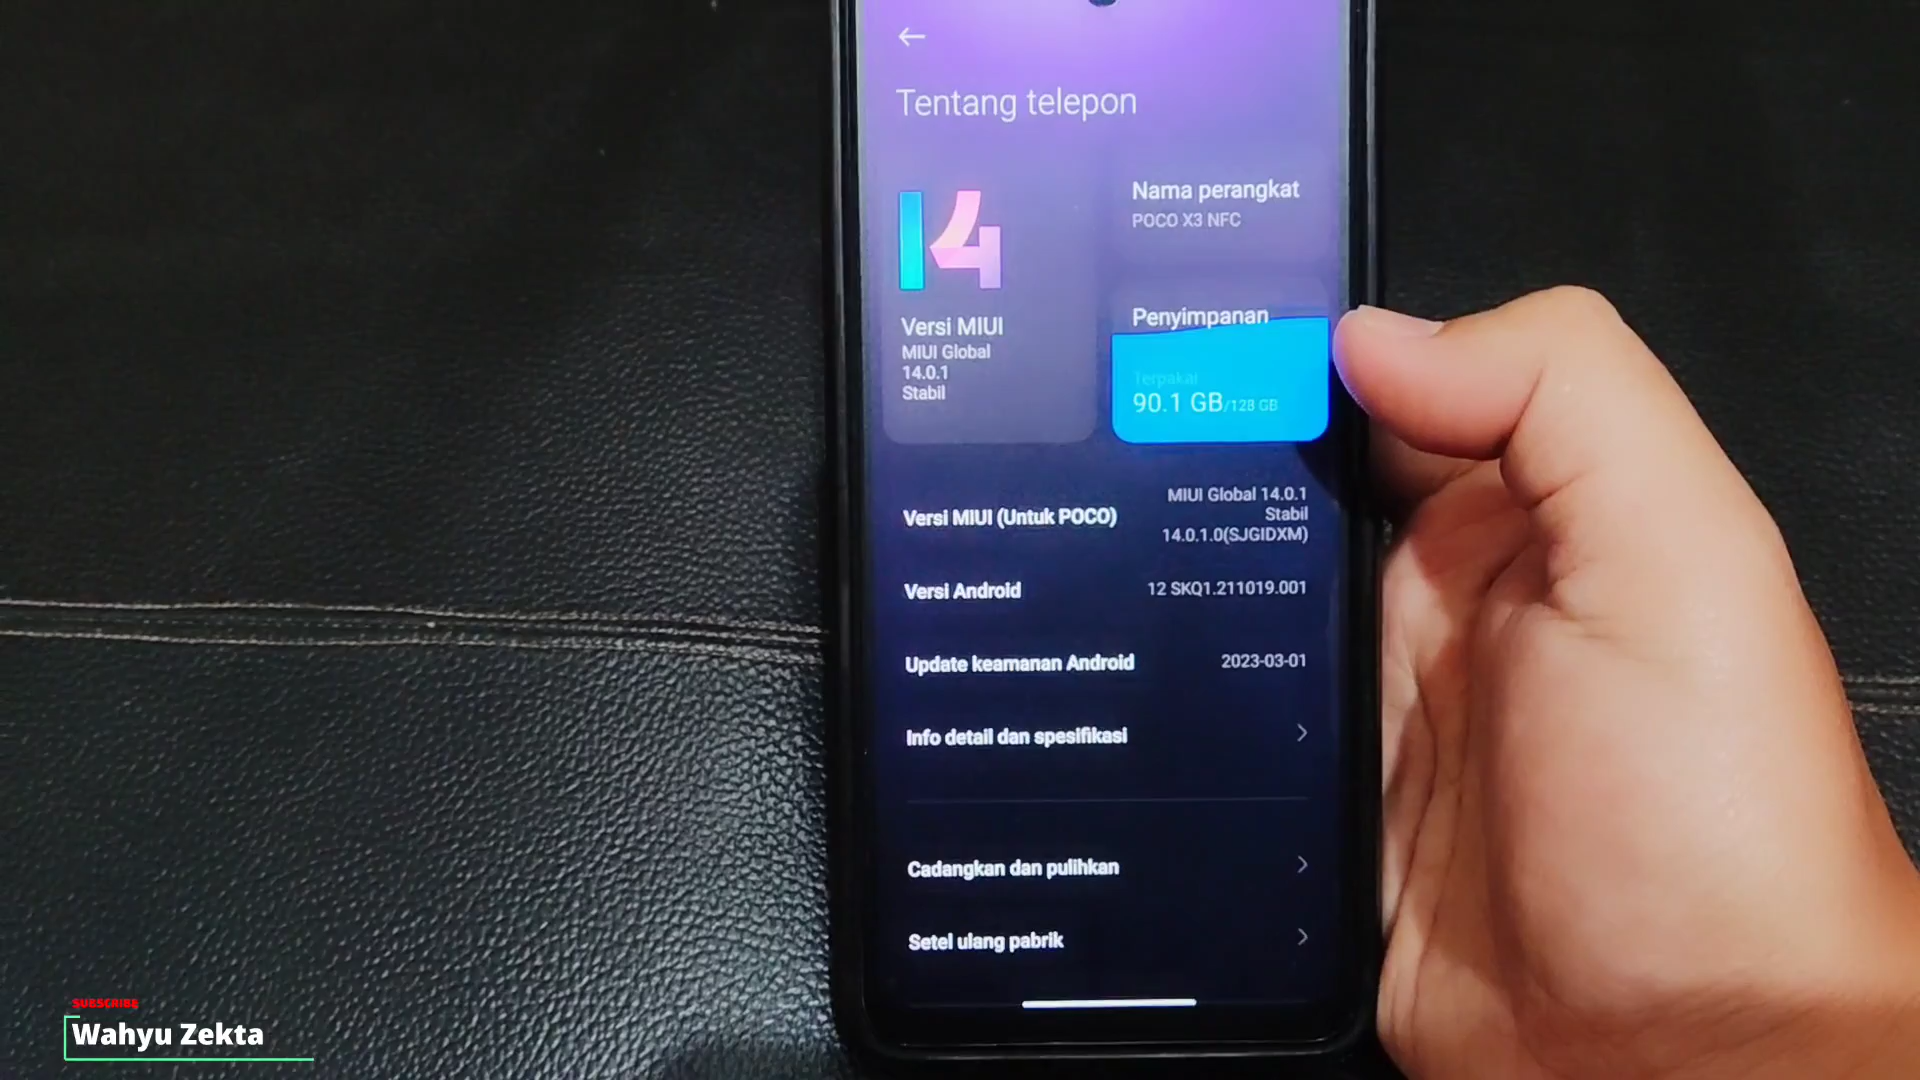 Tentang telepon
14
Versi MIUI
MIUI Global
14.0.1
Stabil
Nama perangkat
POCO X3 NFC
Penyimpanan
Terpakai
90.1 GB/128 GB
Versi MIUI (Untuk POCO)
MIUI Global 14.0.1
Stabil
14.0.1.0(SJGIDXM)
Versi Android
12 SKQ1.211019.001
Update keamanan Android
2023-03-01
Info detail dan spesifikasi
Cadangkan dan pulihkan
Setel ulang pabrik
SUBSCRIBE
Wahyu Zekta